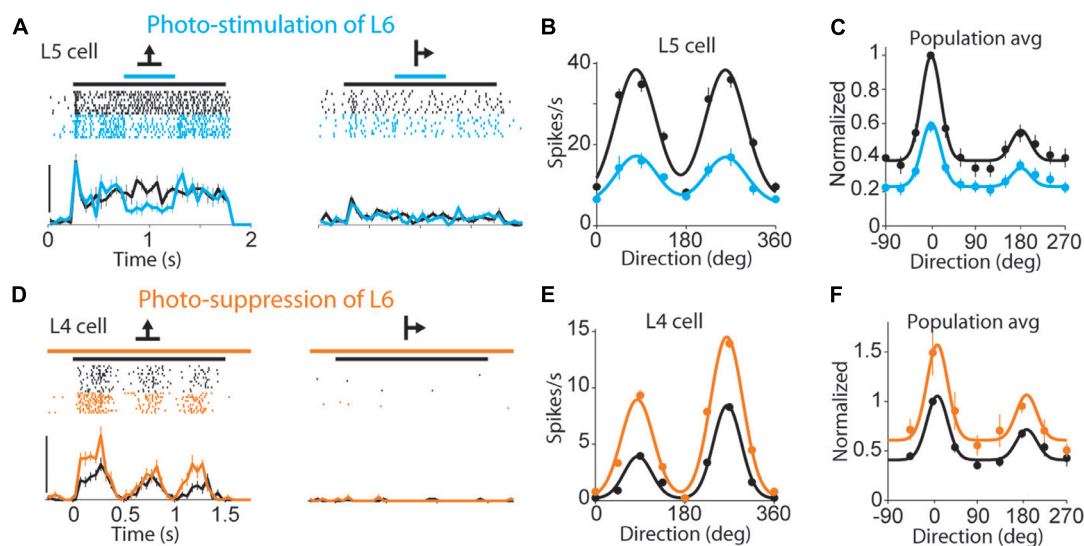 A
Photo-stimulation of L6
L5 cell
0
1
2
Time (s)
B
L5 cell
Spikes/s
40
20
0
0
180
360
Direction (deg)
C
Population avg
Normalized
1
0.8
0.6
0.4
0.2
0
-90
0
90
180
270
Direction (deg)
D
Photo-suppression of L6
L4 cell
0
0.5
1
1.5
Time (s)
E
L4 cell
Spikes/s
15
10
5
0
0
180
360
Direction (deg)
F
Population avg
Normalized
1.5
1
0.5
0
-90
0
90
180
270
Direction (deg)